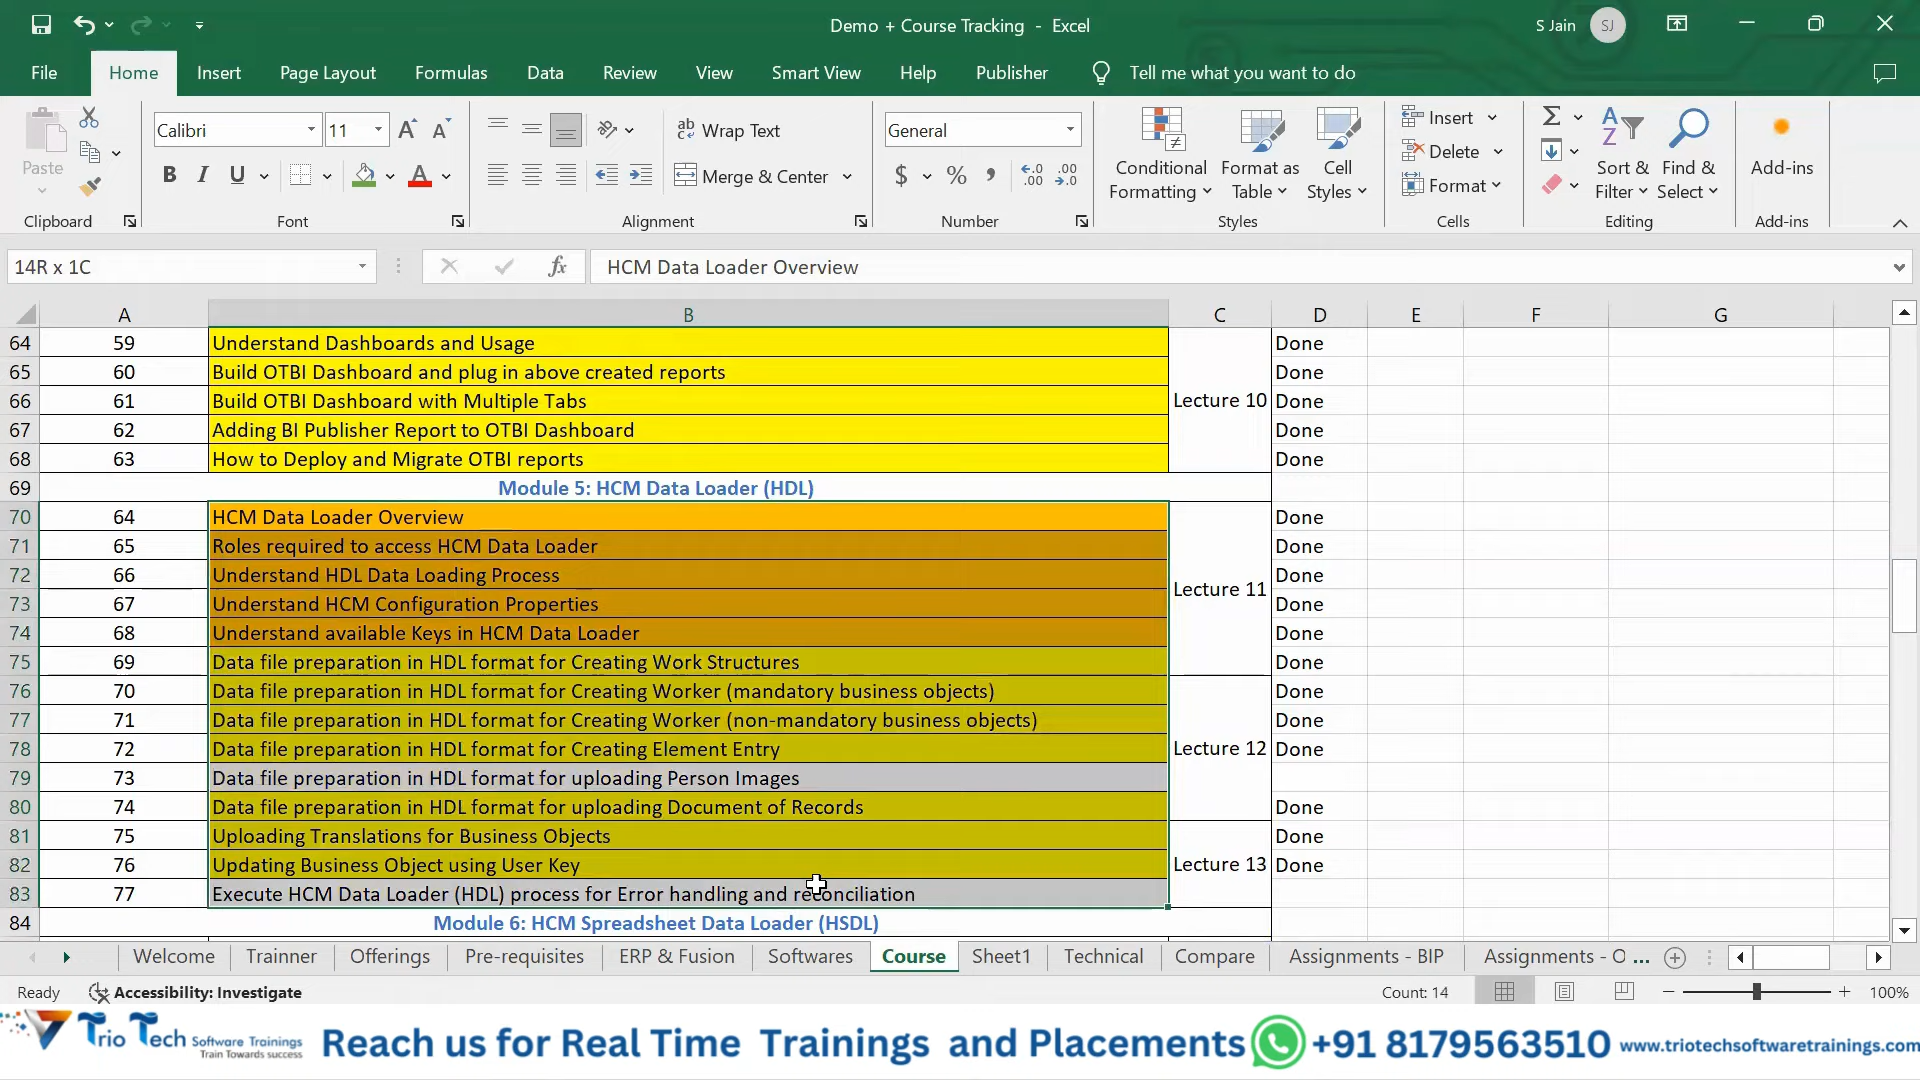 Demo + Course Tracking - Excel
S Jain
SJ
File Home Insert Page Layout Formulas Data Review View Smart View Help Publisher Tell me what you want to do
Paste
Clipboard
Calibri 11
B I U
Font
Wrap Text
Merge & Center
Alignment
General
$ % ,
Number
Conditional Formatting
Format as Table
Cell Styles
Styles
Insert
Delete
Format
Cells
Sort & Filter
Find & Select
Editing
Add-ins
Add-ins
14R x 1C
fx HCM Data Loader Overview
A B C D E F G
64 59 Understand Dashboards and Usage Done
65 60 Build OTBI Dashboard and plug in above created reports Done
66 61 Build OTBI Dashboard with Multiple Tabs Lecture 10 Done
67 62 Adding BI Publisher Report to OTBI Dashboard Done
68 63 How to Deploy and Migrate OTBI reports Done
69 Module 5: HCM Data Loader (HDL)
70 64 HCM Data Loader Overview Done
71 65 Roles required to access HCM Data Loader Done
72 66 Understand HDL Data Loading Process Lecture 11 Done
73 67 Understand HCM Configuration Properties Done
74 68 Understand available Keys in HCM Data Loader Done
75 69 Data file preparation in HDL format for Creating Work Structures Done
76 70 Data file preparation in HDL format for Creating Worker (mandatory business objects) Done
77 71 Data file preparation in HDL format for Creating Worker (non-mandatory business objects) Done
78 72 Data file preparation in HDL format for Creating Element Entry Lecture 12 Done
79 73 Data file preparation in HDL format for uploading Person Images
80 74 Data file preparation in HDL format for uploading Document of Records Done
81 75 Uploading Translations for Business Objects Done
82 76 Updating Business Object using User Key Lecture 13 Done
83 77 Execute HCM Data Loader (HDL) process for Error handling and reconciliation
84 Module 6: HCM Spreadsheet Data Loader (HSDL)
Welcome Trainner Offerings Pre-requisites ERP & Fusion Softwares Course Sheet1 Technical Compare Assignments - BIP Assignments - O ...
Ready Accessibility: Investigate Count: 14 100%
Trio Tech Software Trainings
Train Towards success
Reach us for Real Time Trainings and Placements +91 8179563510 www.triotechsoftwaretrainings.com